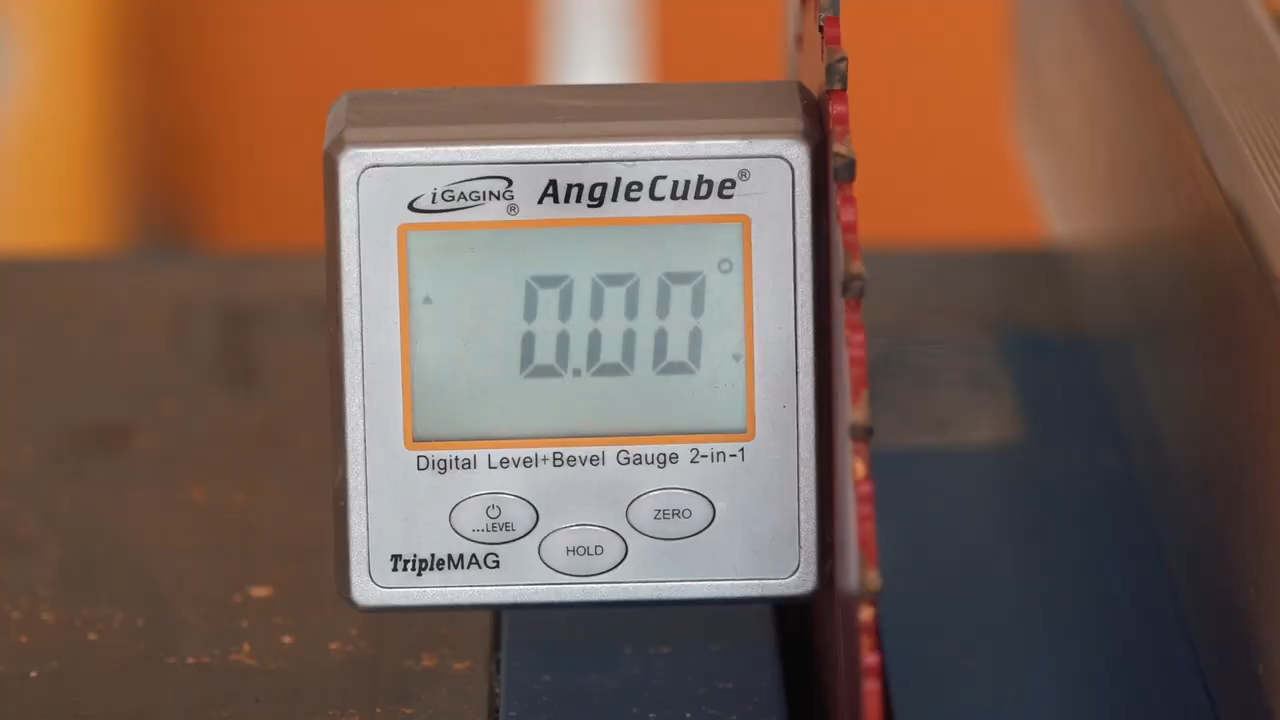 iGAGING® AngleCube®
0.00°
Digital Level+Bevel Gauge 2-in-1
...LEVEL
HOLD
ZERO
TripleMAG